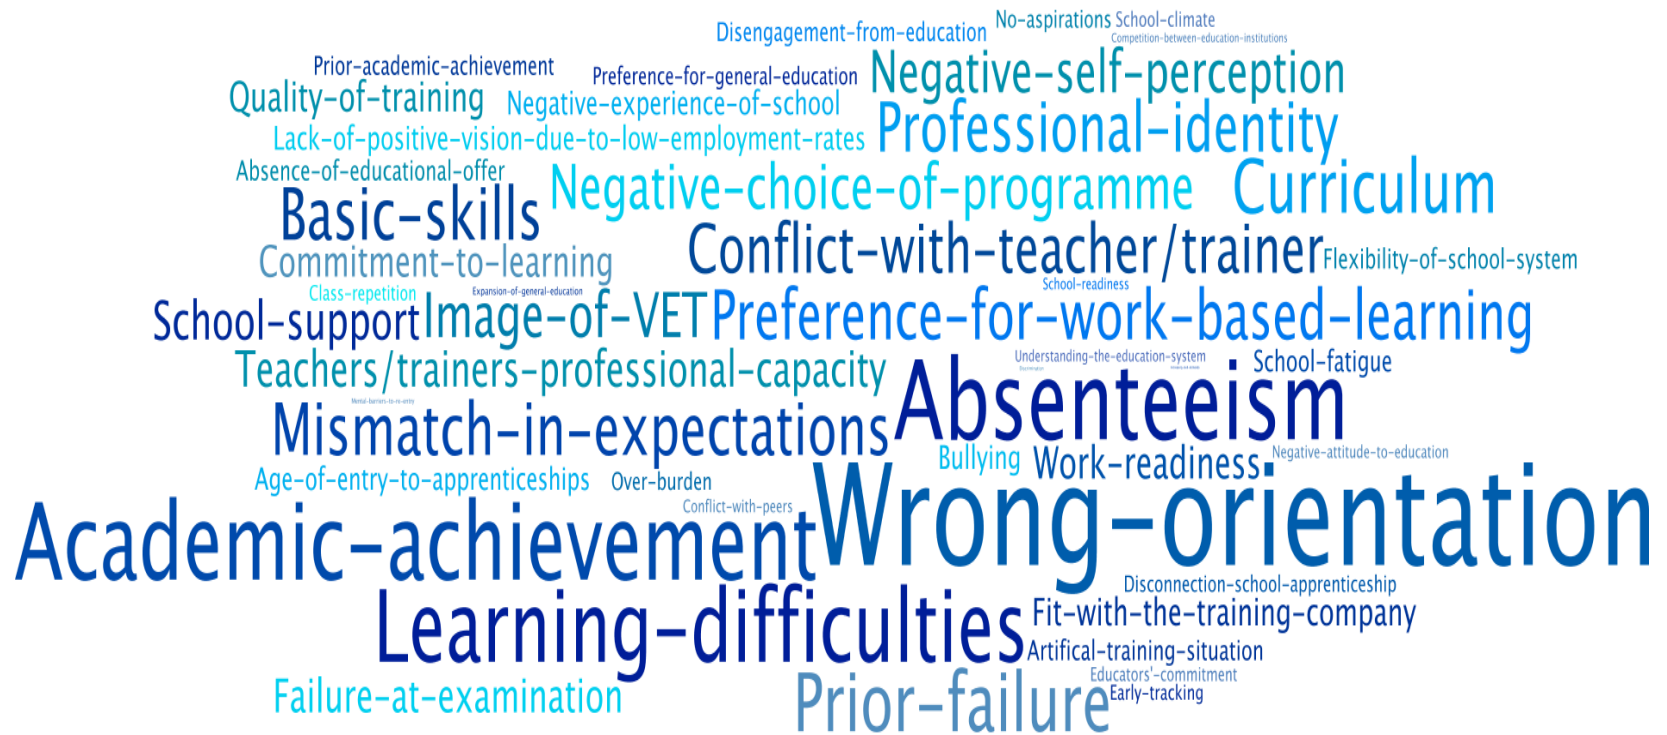 No-aspirations School-climate
Disengagement-from-education
Competition-between-education-institutions
Prior-academic-achievement
Preference-for-general-education
Negative-self-perception
Quality-of-training
Negative-experience-of-school
Professional-identity
Lack-of-positive-vision-due-to-low-employment-rates
Absence-of-educational-offer
Negative-choice-of-programme
Curriculum
Basic-skills
Conflict-with-teacher/trainer
Flexibility-of-school-system
Commitment-to-learning
School-readiness
Class-repetition
Expansion-of-general-education
School-support
Image-of-VET
Preference-for-work-based-learning
Understanding-the-education-system
School-fatigue
Discrimination
Teachers/trainers-professional-capacity
Absenteeism
Mental-barriers-to-re-entry
Mismatch-in-expectations
Bullying
Work-readiness
Negative-attitude-to-education
Age-of-entry-to-apprenticeships
Over-burden
Conflict-with-peers
Academic-achievement
Wrong-orientation
Disconnection-school-apprenticeship
Learning-difficulties
Fit-with-the-training-company
Artifical-training-situation
Educators'-commitment
Failure-at-examination
Prior-failure
Early-tracking